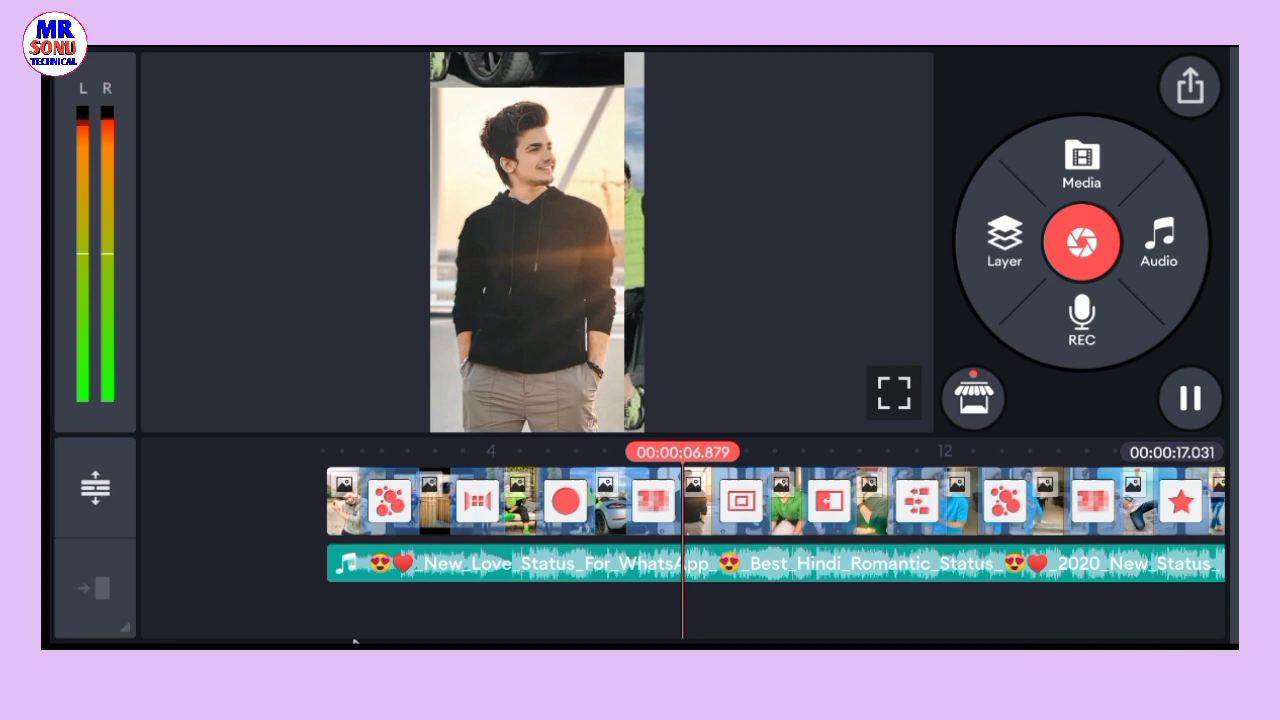 MR
SONU
TECHNICAL
L R
Media
Layer
Audio
REC
4
00:00:06.879
12
00:00:17.031
😍❤️_New_Love_Status_For_WhatsApp_😍_Best_Hindi_Romantic_Status_😍❤️_2020_New_Status_